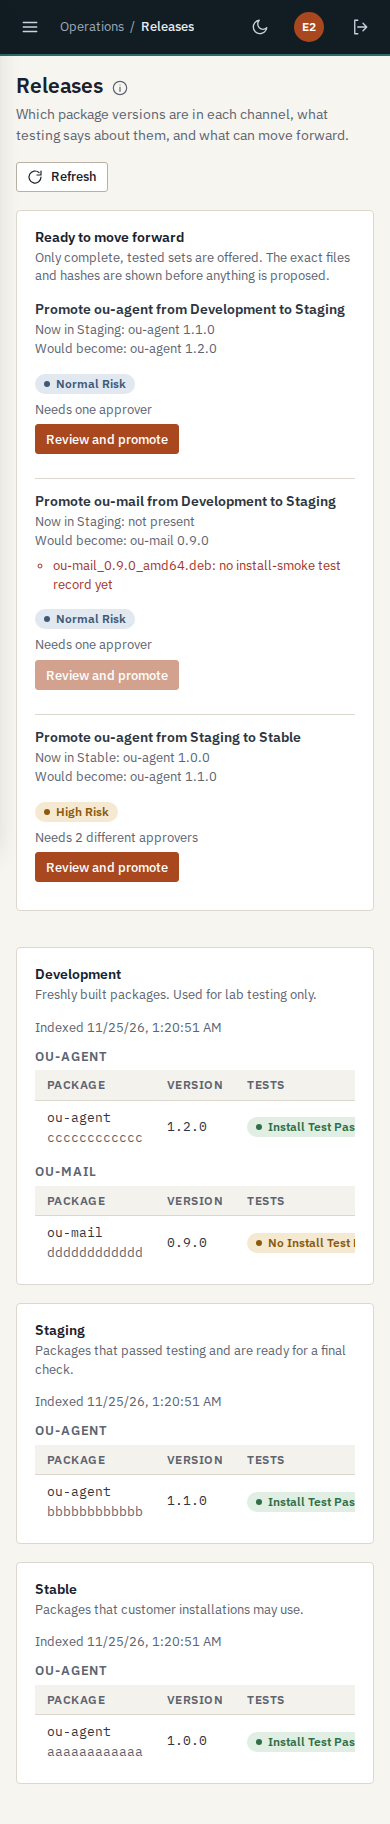 Operations / Releases
E2
Releases
Which package versions are in each channel, what
testing says about them, and what can move forward.
Refresh
Ready to move forward
Only complete, tested sets are offered. The exact files
and hashes are shown before anything is proposed.
Promote ou-agent from Development to Staging
Now in Staging: ou-agent 1.1.0
Would become: ou-agent 1.2.0
Normal Risk
Needs one approver
Review and promote
Promote ou-mail from Development to Staging
Now in Staging: not present
Would become: ou-mail 0.9.0
ou-mail_0.9.0_amd64.deb: no install-smoke test
record yet
Normal Risk
Needs one approver
Review and promote
Promote ou-agent from Staging to Stable
Now in Stable: ou-agent 1.0.0
Would become: ou-agent 1.1.0
High Risk
Needs 2 different approvers
Review and promote
Development
Freshly built packages. Used for lab testing only.
Indexed 11/25/26, 1:20:51 AM
OU-AGENT
PACKAGE VERSION TESTS
ou-agent
cccccccccccc
1.2.0
Install Test Pas
OU-MAIL
PACKAGE VERSION TESTS
ou-mail
dddddddddddd
0.9.0
No Install Test
Staging
Packages that passed testing and are ready for a final
check.
Indexed 11/25/26, 1:20:51 AM
OU-AGENT
PACKAGE VERSION TESTS
ou-agent
bbbbbbbbbbbb
1.1.0
Install Test Pas
Stable
Packages that customer installations may use.
Indexed 11/25/26, 1:20:51 AM
OU-AGENT
PACKAGE VERSION TESTS
ou-agent
aaaaaaaaaaaa
1.0.0
Install Test Pas